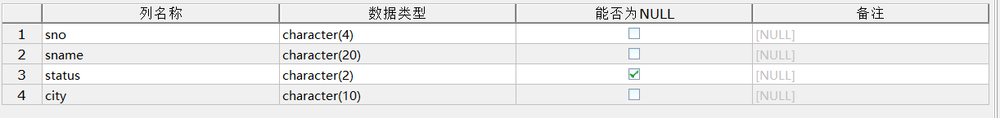 列名称 数据类型 能否为NULL 备注
1 sno character(4) [NULL]
2 sname character(20) [NULL]
3 status character(2) [NULL]
4 city character(10) [NULL]